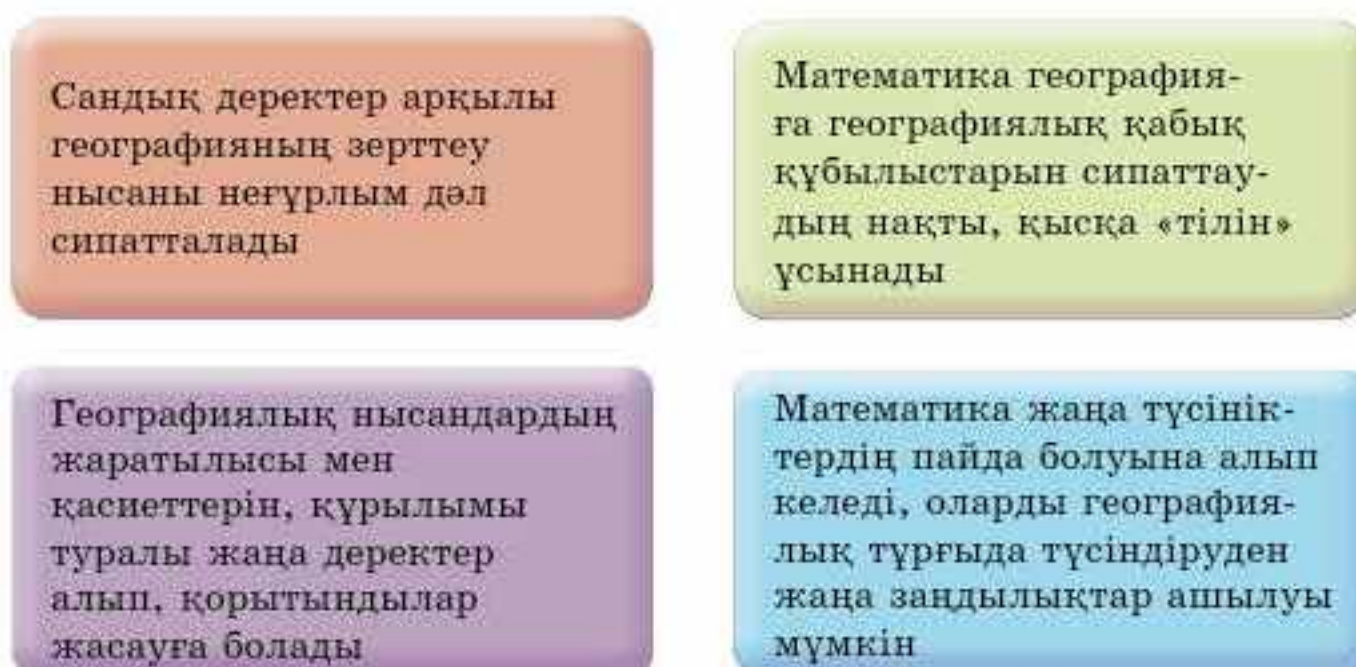 Сандық деректер арқылы
географияның зерттеу
нысаны неғұрлым дәл
сипатталады
Математика география-
ға географиялық қабық
құбылыстарын сипаттау-
дың нақты, қысқа «тілін»
ұсынады
Географиялық нысандардың
жаратылысы мен
қасиеттерін, құрылымы
туралы жаңа деректер
алып, қорытындылар
жасауға болады
Математика жаңа түсінік-
тердің пайда болуына алып
келеді, оларды география-
лық тұрғыда түсіндіруден
жаңа заңдылықтар ашылуы
мүмкін